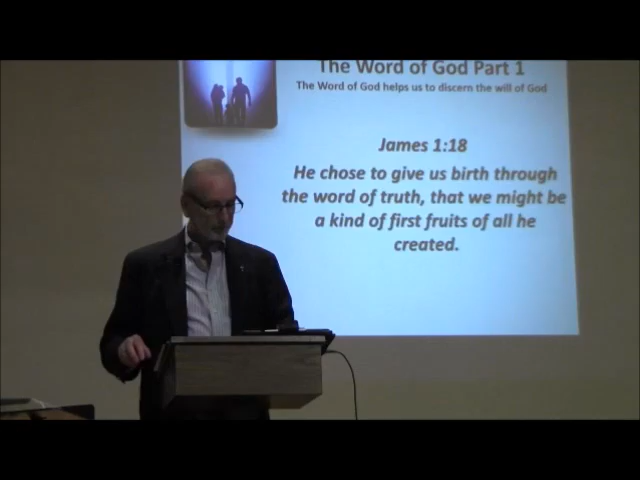 The Word of God Part 1
The Word of God helps us to discern the will of God
James 1:18
He chose to give us birth through
the word of truth, that we might be
a kind of first fruits of all he
created.